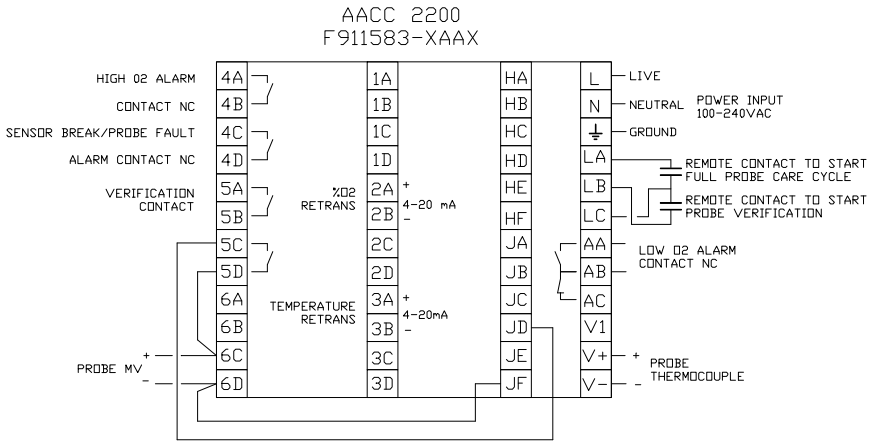 AACC 2200
F911583-XAAX
HIGH O2 ALARM
CONTACT NC
SENSOR BREAK/PROBE FAULT
ALARM CONTACT NC
VERIFICATION
CONTACT
PROBE MV
+
-
4A
4B
4C
4D
5A
5B
5C
5D
6A
6B
6C
6D
%O2
RETRANS
TEMPERATURE
RETRANS
1A
1B
1C
1D
2A
2B
2C
2D
3A
3B
3C
3D
+
4-20 mA
-
+
4-20mA
-
HA
HB
HC
HD
HE
HF
JA
JB
JC
JD
JE
JF
L
N
LA
LB
LC
AA
AB
AC
V1
V+
V-
LIVE
NEUTRAL
GROUND
POWER INPUT
100-240VAC
REMOTE CONTACT TO START
FULL PROBE CARE CYCLE
REMOTE CONTACT TO START
PROBE VERIFICATION
LOW O2 ALARM
CONTACT NC
+
-
PROBE
THERMOCOUPLE